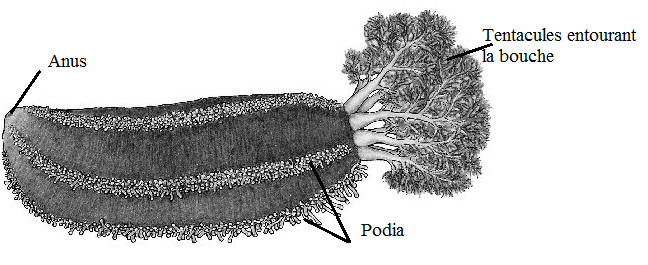 Anus
Tentacules entourant
la bouche
Podia